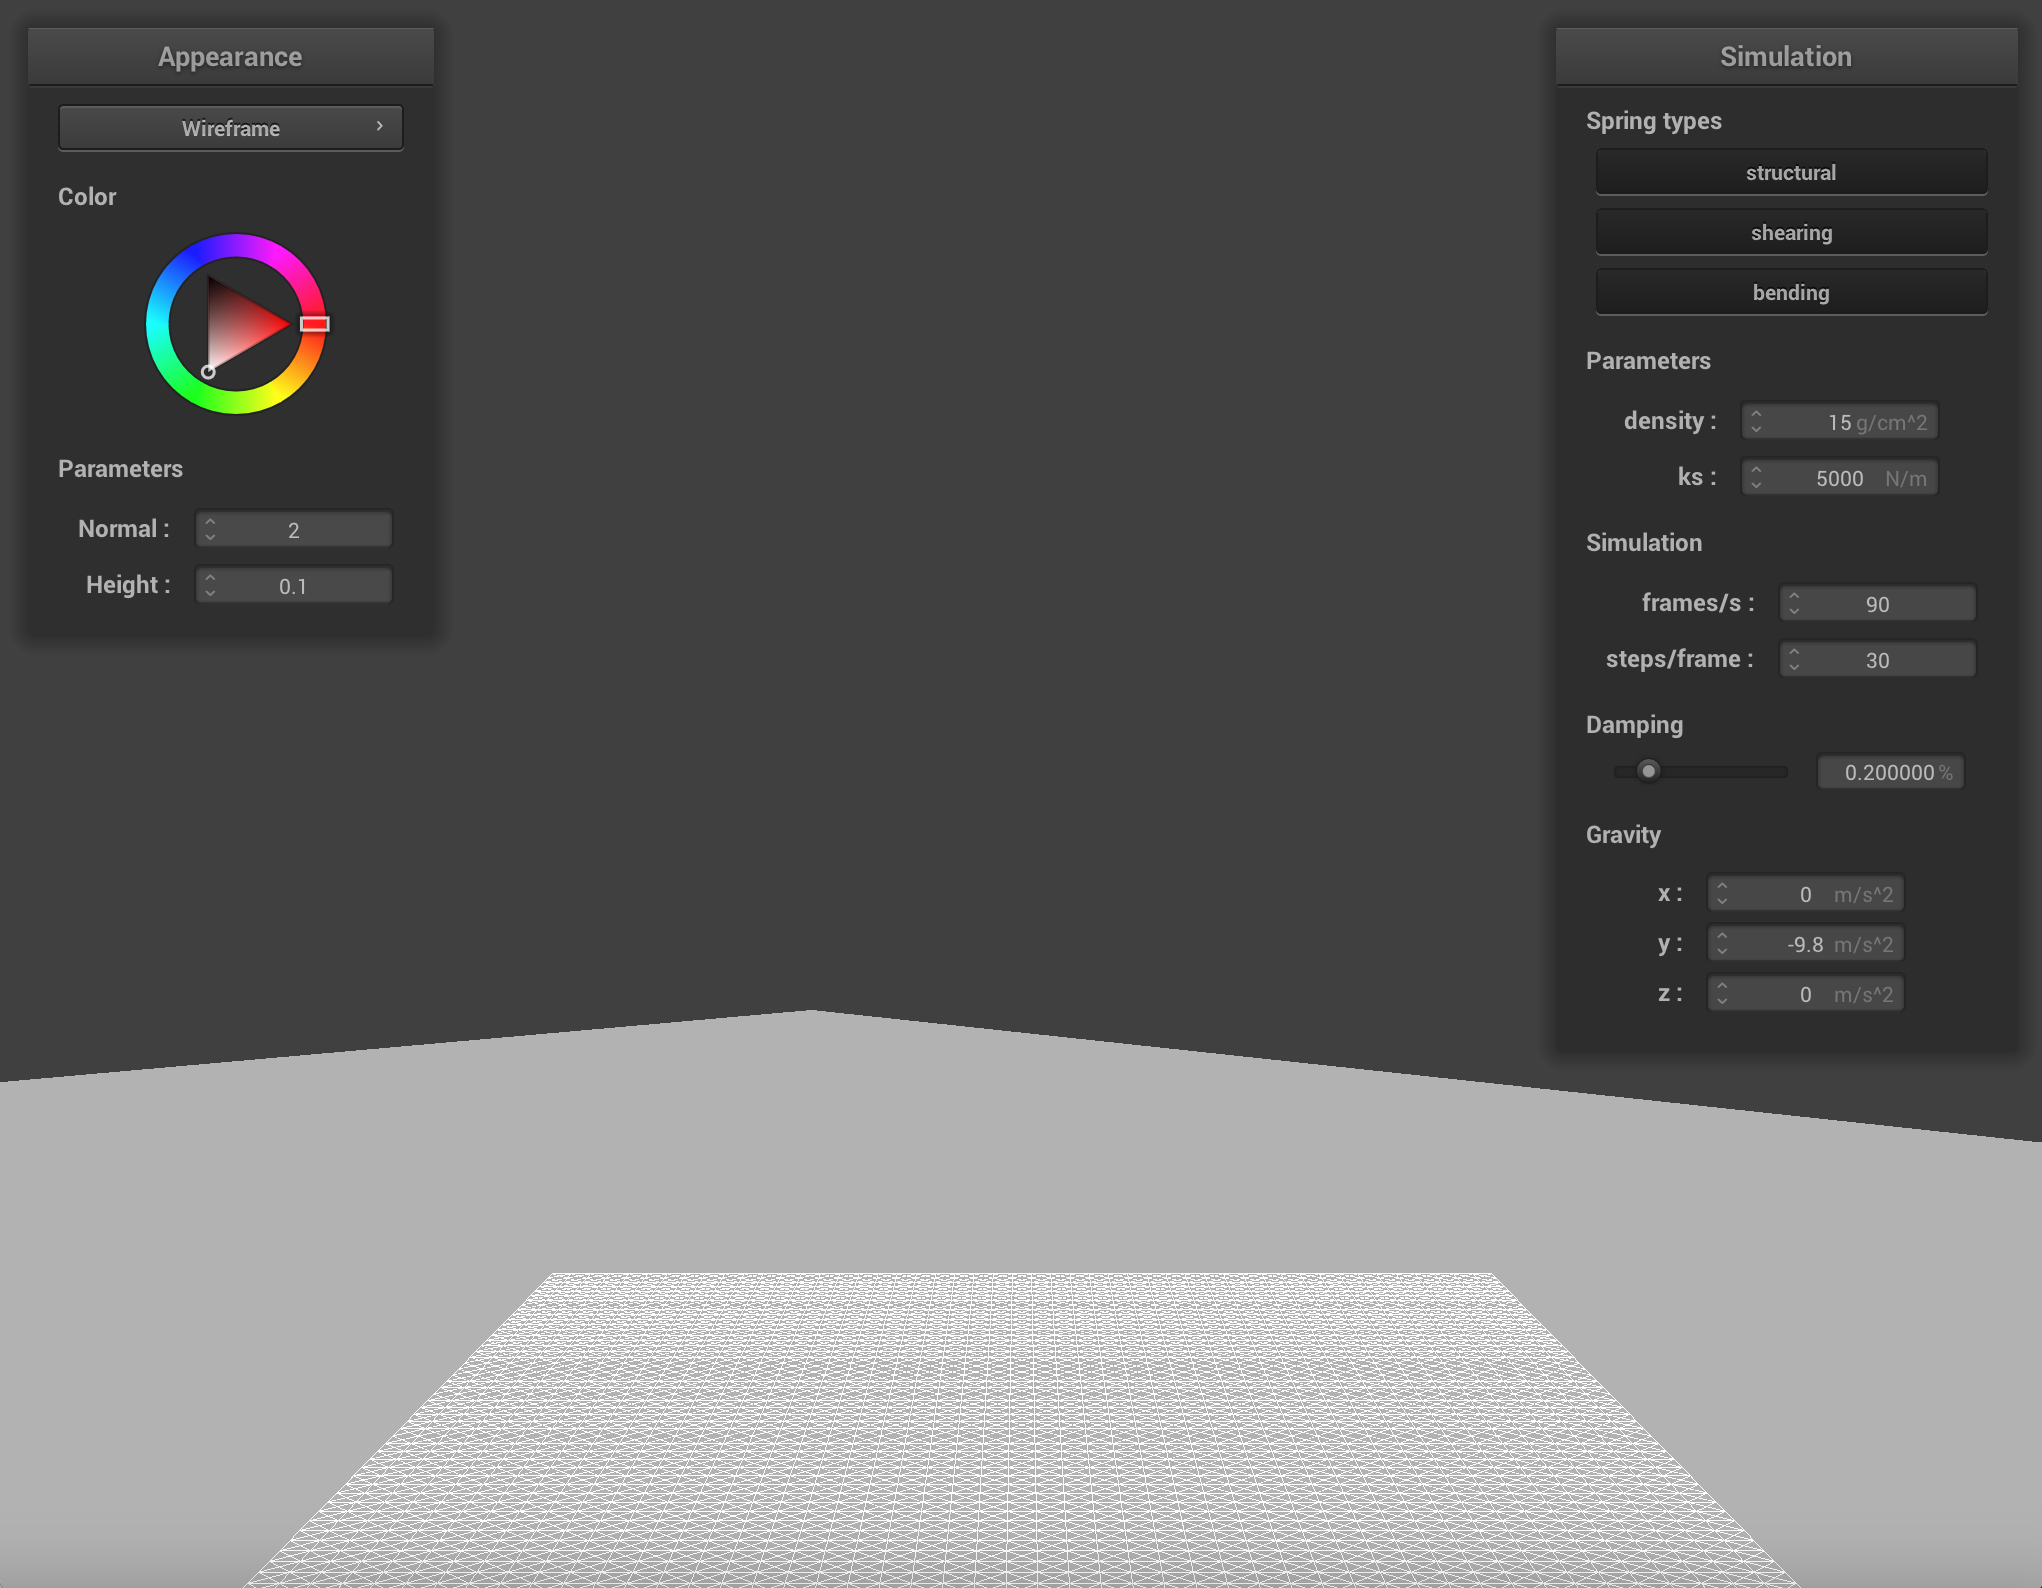 Appearance
Wireframe ›
Color
Parameters
Normal : 2
Height : 0.1
Simulation
Spring types
structural
shearing
bending
Parameters
density : 15 g/cm^2
ks : 5000 N/m
Simulation
frames/s : 90
steps/frame : 30
Damping
0.200000 %
Gravity
x : 0 m/s^2
y : -9.8 m/s^2
z : 0 m/s^2